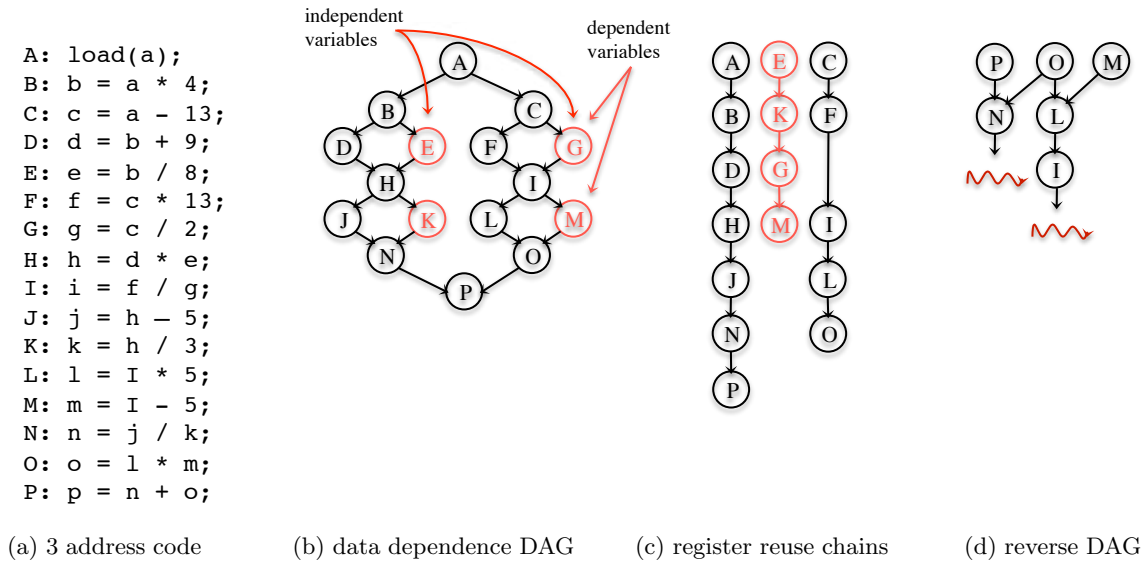 A: load(a);
B: b = a * 4;
C: c = a - 13;
D: d = b + 9;
E: e = b / 8;
F: f = c * 13;
G: g = c / 2;
H: h = d * e;
I: i = f / g;
J: j = h – 5;
K: k = h / 3;
L: l = I * 5;
M: m = I - 5;
N: n = j / k;
O: o = l * m;
P: p = n + o;
(a) 3 address code
independent
variables
dependent
variables
A
B C
D E F G
H I
J K L M
N O
P
(b) data dependence DAG
A E C
B K F
D G
H M I
J L
N O
P
(c) register reuse chains
P O M
N L
I
(d) reverse DAG